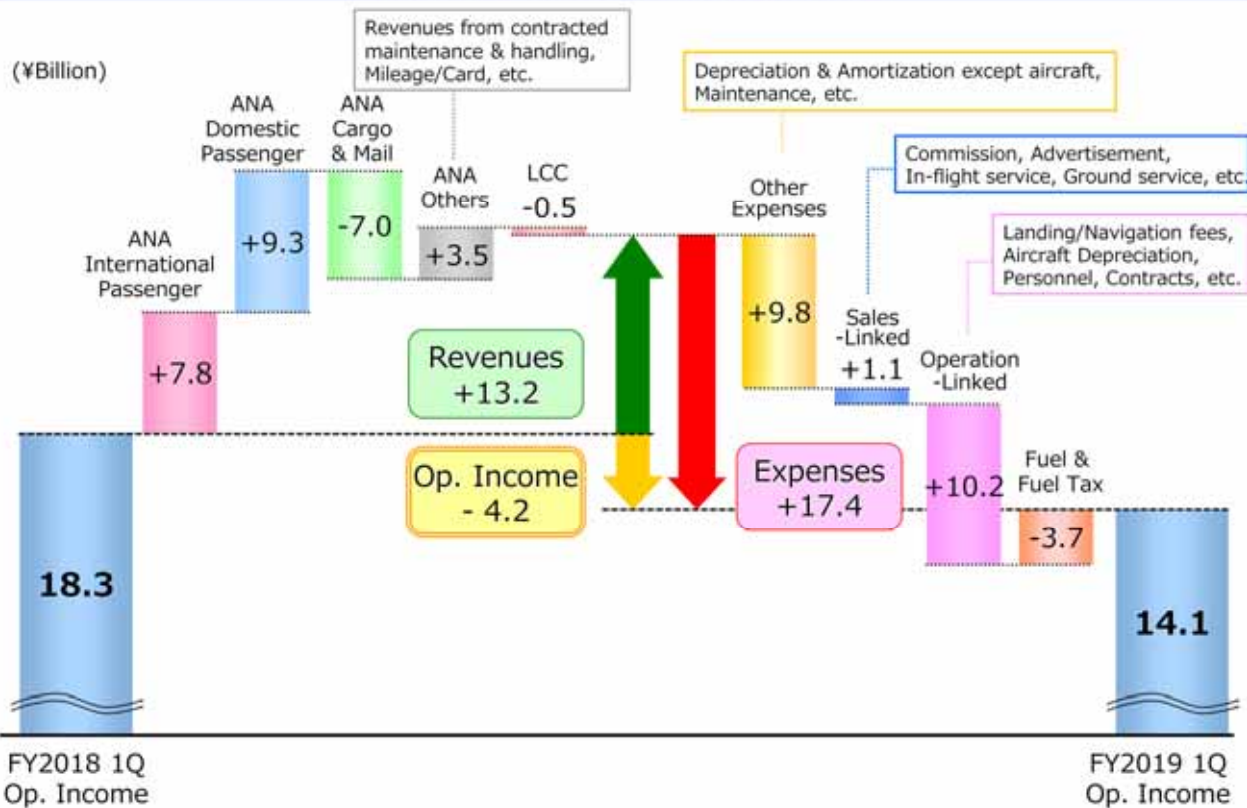 (¥Billion)
Revenues from contracted
maintenance & handling,
Mileage/Card, etc.
Depreciation & Amortization except aircraft,
Maintenance, etc.
Commission, Advertisement,
In-flight service, Ground service, etc.
Landing/Navigation fees,
Aircraft Depreciation,
Personnel, Contracts, etc.
ANA
International
Passenger
+7.8
ANA
Domestic
Passenger
+9.3
ANA
Cargo
& Mail
-7.0
ANA
Others
+3.5
LCC
-0.5
Other
Expenses
+9.8
Sales
-Linked
+1.1
Operation
-Linked
+10.2
Fuel &
Fuel Tax
-3.7
Revenues
+13.2
Op. Income
- 4.2
Expenses
+17.4
18.3
14.1
FY2018 1Q
Op. Income
FY2019 1Q
Op. Income